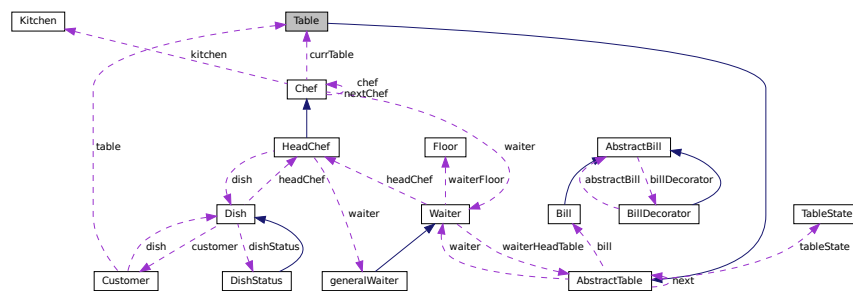 Kitchen
Table
kitchen
currTable
Chef
chef
nextChef
table
HeadChef
Floor
waiter
AbstractBill
dish
headChef
headChef
waiterFloor
abstractBill
billDecorator
Dish
waiter
Waiter
Bill
BillDecorator
TableState
dish
customer
dishStatus
waiter
waiterHeadTable
bill
tableState
Customer
DishStatus
generalWaiter
AbstractTable
next